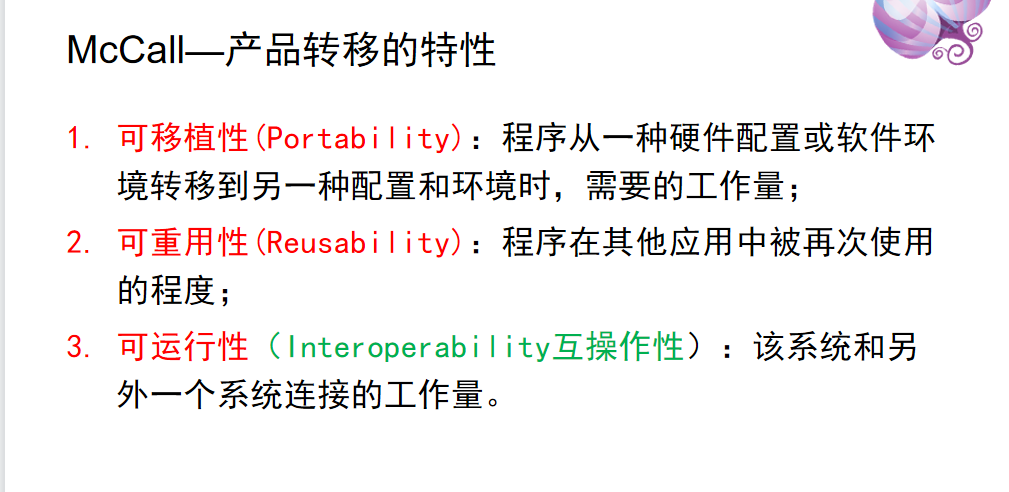 McCall—产品转移的特性
1. 可移植性(Portability)：程序从一种硬件配置或软件环
境转移到另一种配置和环境时，需要的工作量；
2. 可重用性(Reusability)：程序在其他应用中被再次使用
的程度；
3. 可运行性（Interoperability互操作性）：该系统和另
外一个系统连接的工作量。